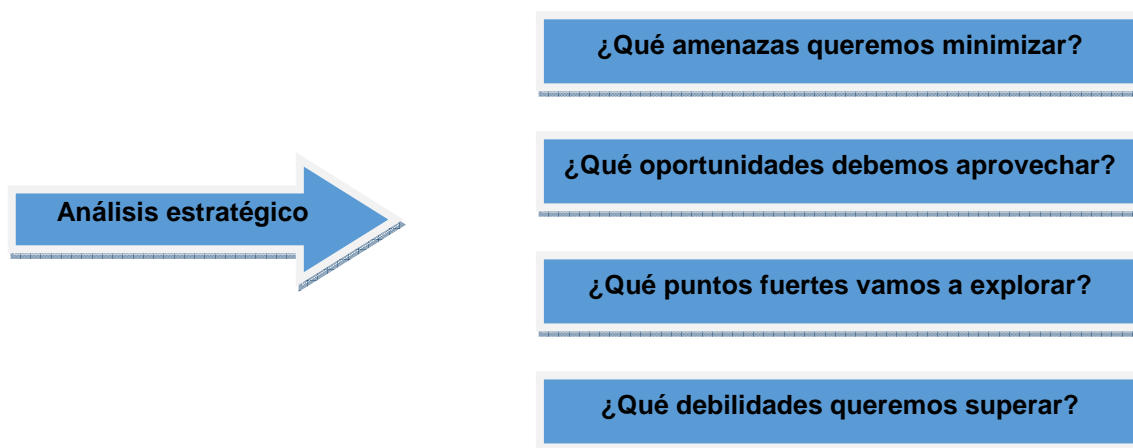 Análisis estratégico
¿Qué amenazas queremos minimizar?
¿Qué oportunidades debemos aprovechar?
¿Qué puntos fuertes vamos a explorar?
¿Qué debilidades queremos superar?